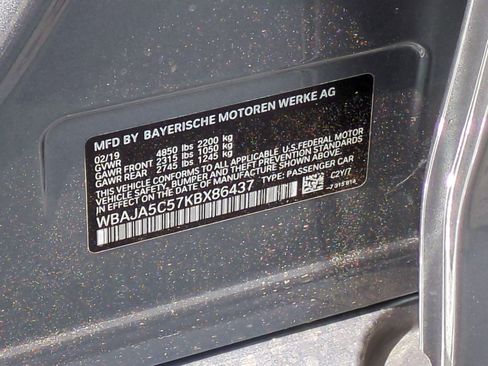 MFD BY BAYERISCHE MOTOREN WERKE AG
02/19
GVWR 4850 lbs 2200 kg
GAWR FRONT 2315 lbs 1050 kg
GAWR REAR 2745 lbs 1245 kg
THIS VEHICLE CONFORMS TO ALL APPLICABLE U.S.FEDERAL MOTOR
VEHICLE SAFETY, BUMPER AND THEFT PREVENTION STANDARDS
IN EFFECT ON THE DATE OF MANUFACTURE SHOWN ABOVE.
WBAJA5C57KBX86437 TYPE: PASSENGER CAR
C2Y/7